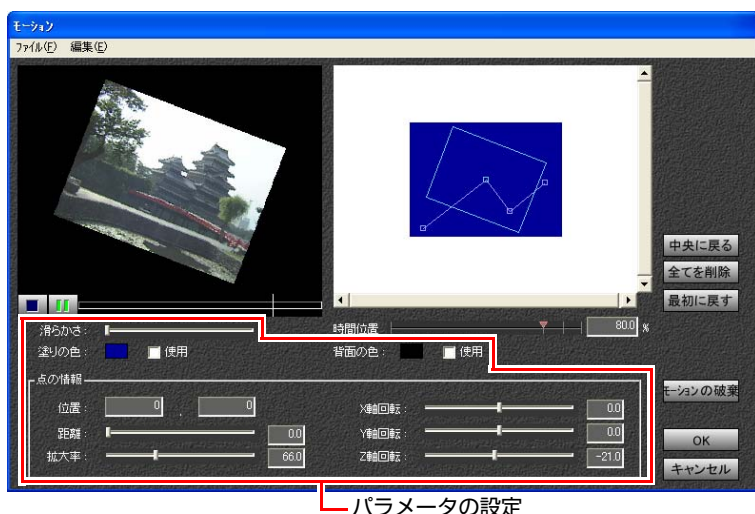 モーション
ファイル(F) 編集(E)
中央に戻る
全てを削除
最初に戻す
滑らかさ：
時間位置 80.0 %
塗りの色： 使用
背面の色： 使用
点の情報
位置： 0 , 0
X軸回転： 0.0
距離： 0.0
Y軸回転： 0.0
拡大率： 66.0
Z軸回転： -21.0
モーションの破棄
OK
キャンセル
パラメータの設定